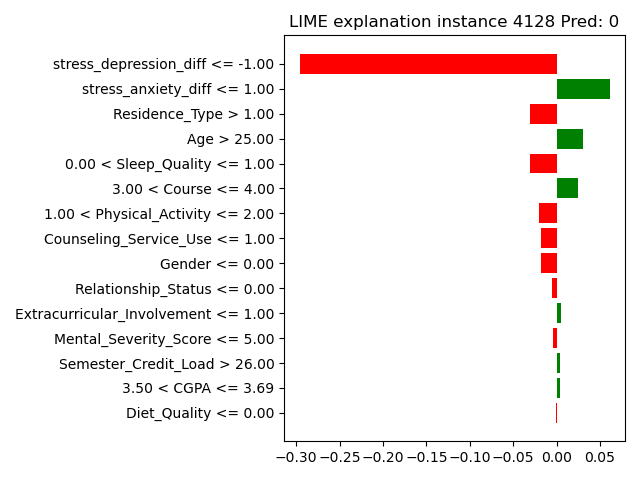 LIME explanation instance 4128 Pred: 0
stress_depression_diff <= -1.00
stress_anxiety_diff <= 1.00
Residence_Type > 1.00
Age > 25.00
0.00 < Sleep_Quality <= 1.00
3.00 < Course <= 4.00
1.00 < Physical_Activity <= 2.00
Counseling_Service_Use <= 1.00
Gender <= 0.00
Relationship_Status <= 0.00
Extracurricular_Involvement <= 1.00
Mental_Severity_Score <= 5.00
Semester_Credit_Load > 26.00
3.50 < CGPA <= 3.69
Diet_Quality <= 0.00
−0.30 −0.25 −0.20 −0.15 −0.10 −0.05 0.00 0.05